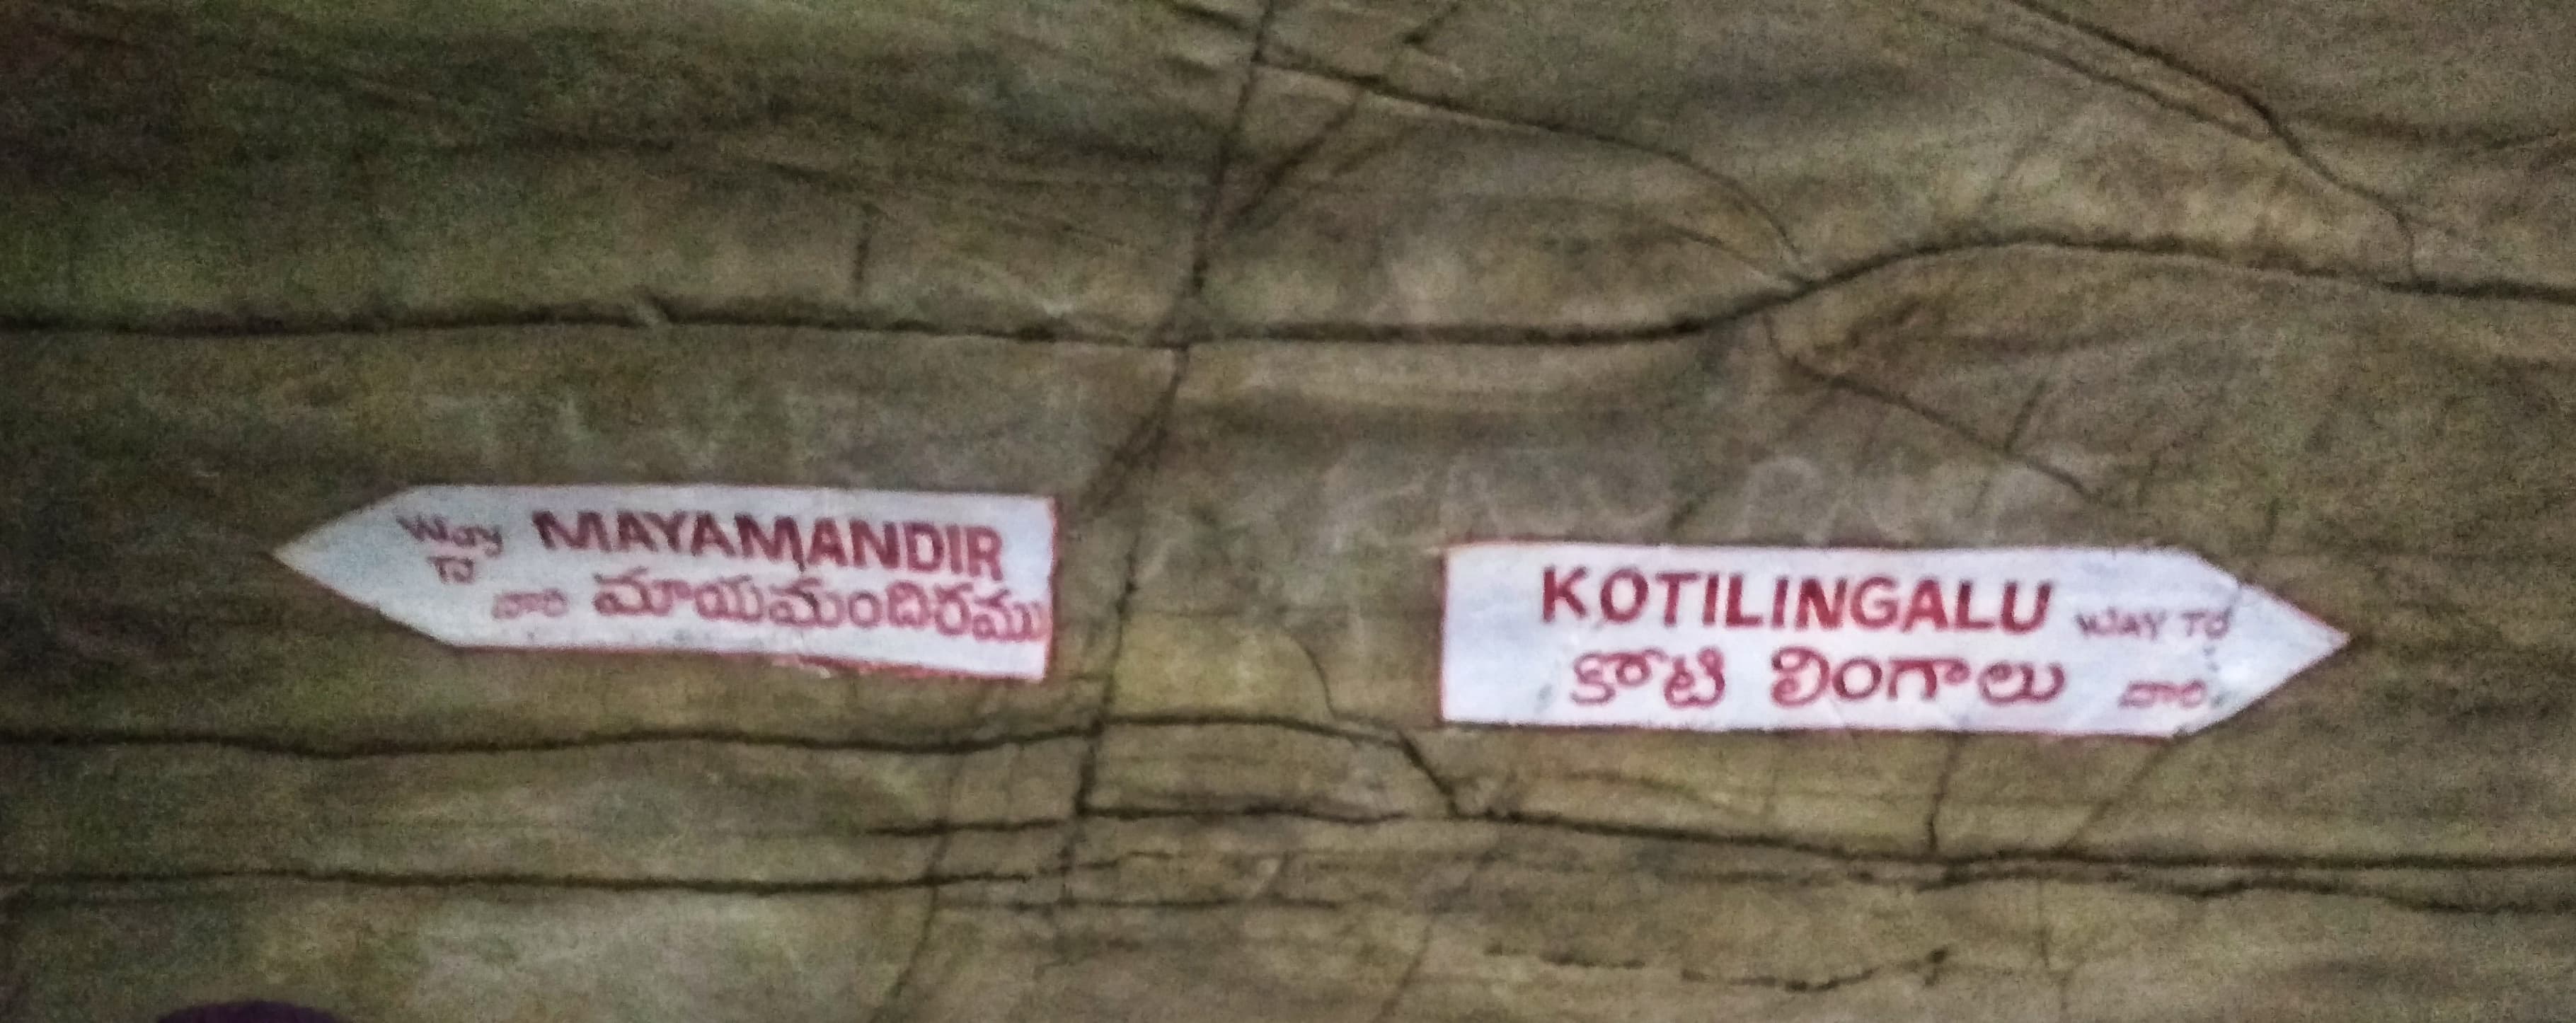 Way To MAYAMANDIR
దారి మాయమందిరము
KOTILINGALU WAY TO
కోటి లింగాలు దారి